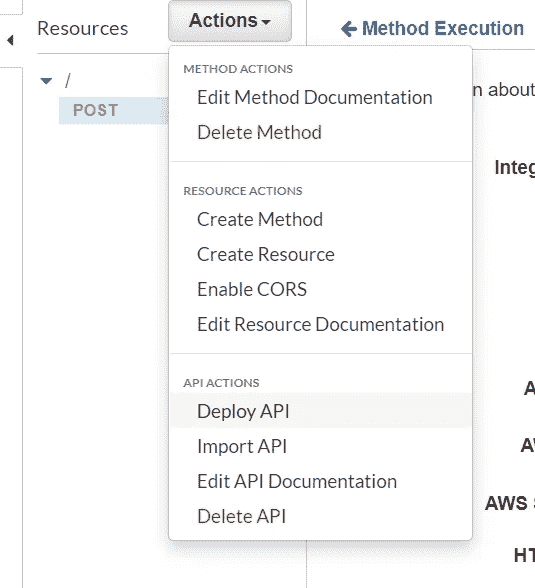 Resources
Actions
Method Execution
/
POST
METHOD ACTIONS
Edit Method Documentation
Delete Method
n about
Integ
RESOURCE ACTIONS
Create Method
Create Resource
Enable CORS
Edit Resource Documentation
API ACTIONS
Deploy API
Import API
Edit API Documentation
Delete API
A
AW
AWS
HT